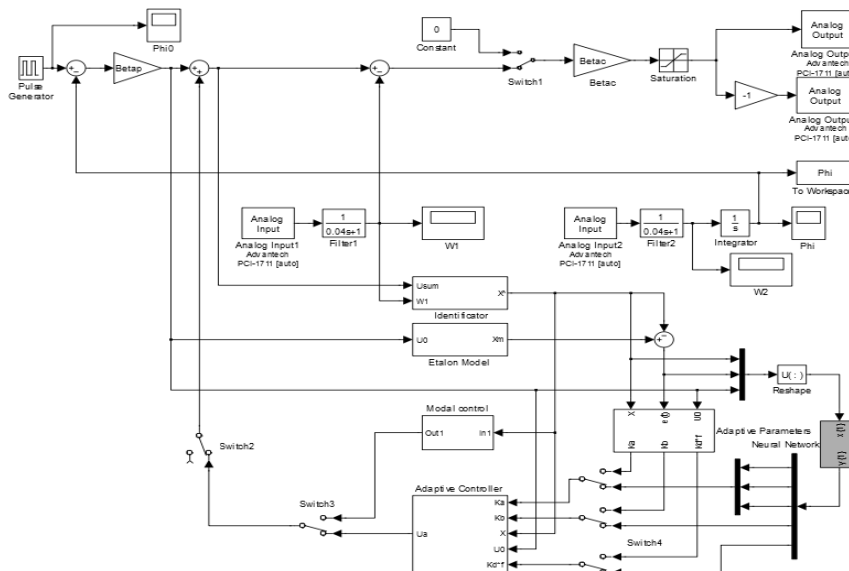 Pulse
Generator
Phi0
Betap
0
Constant
Switch1
Betac
Betac
Saturation
Analog
Output
Analog Outpu
Advantech
PCI-1711 [auto
-1
Analog
Output
Analog Outpu
Advantech
PCI-1711 [auto
Phi
To Workspace
Analog
Input
Analog Input1
Advantech
PCI-1711 [auto]
1
0.04s+1
Filter1
W1
Analog
Input
Analog Input2
Advantech
PCI-1711 [auto]
1
0.04s+1
Filter2
1
s
Integrator
Phi
W2
Usum
W1
X*
Identificator
U0
Xm
Etalon Model
U( : )
Reshape
Modal control
Out1
In1
X
e(t)
U0
Ka
Kb
Kd*f
Adaptive Parameters
Neural Network
x{1}
y{1}
Switch2
Switch3
Adaptive Controller
Ua
Ka
Kb
X
U0
Kd*f
Switch4